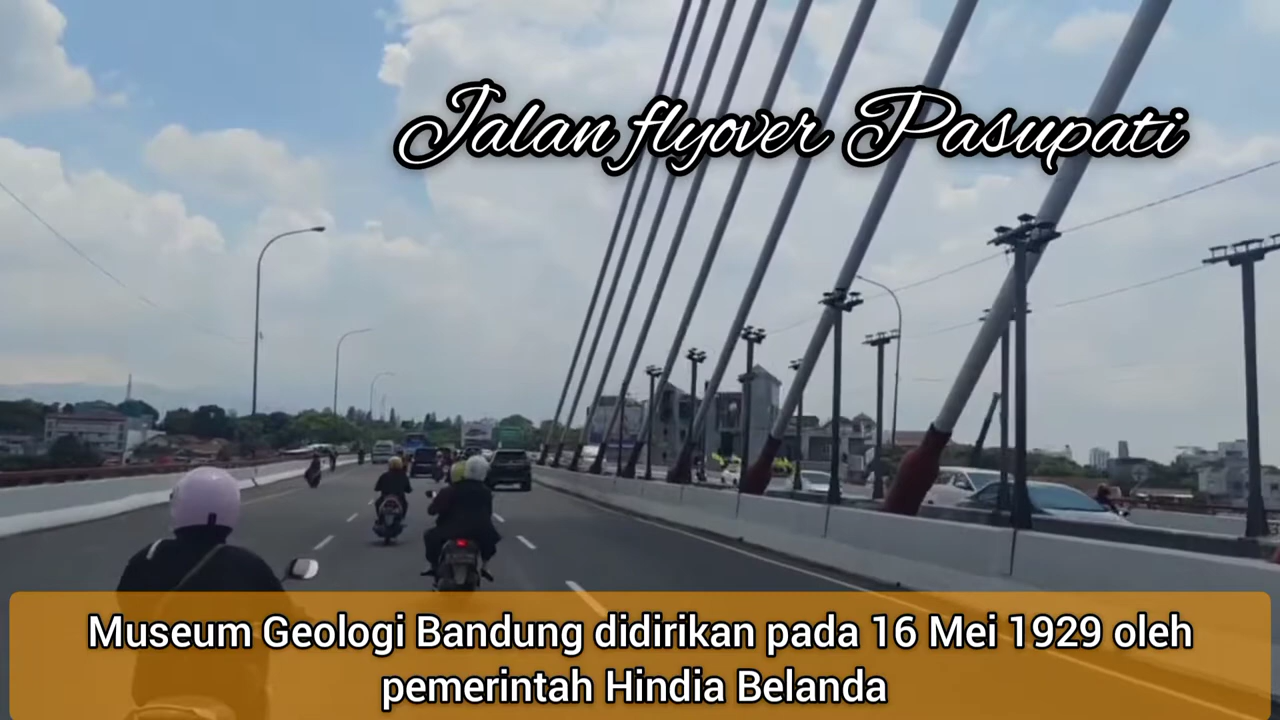 Jalan flyover Pasupati
Museum Geologi Bandung didirikan pada 16 Mei 1929 oleh
pemerintah Hindia Belanda